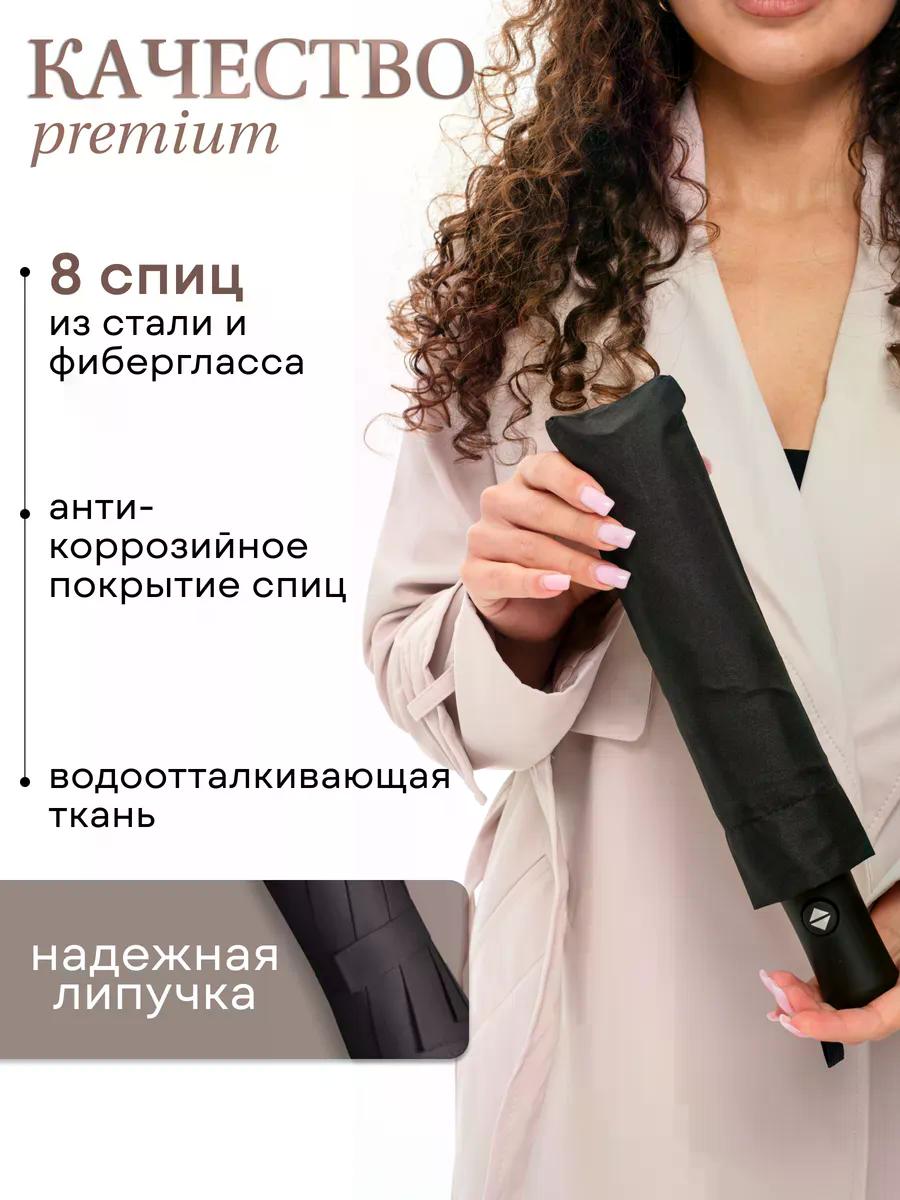 КАЧЕСТВО
premium
8 спиц
из стали и
фибергласса
анти-
коррозийное
покрытие спиц
водоотталкивающая
ткань
надежная
липучка